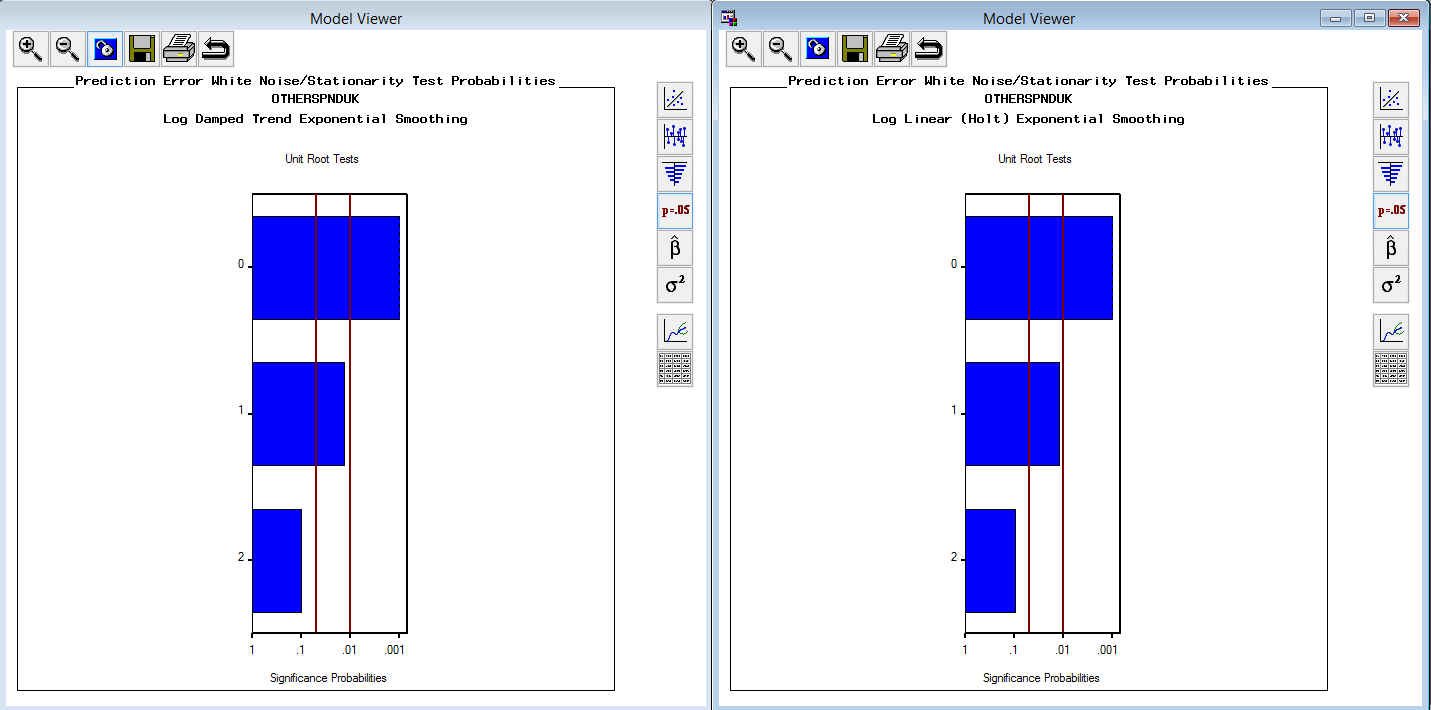 Model Viewer
Prediction Error White Noise/Stationarity Test Probabilities
OTHERSPNDUK
Log Damped Trend Exponential Smoothing
Unit Root Tests
0
1
2
1 .1 .01 .001
Significance Probabilities
p=.05
β̂
σ²
Model Viewer
Prediction Error White Noise/Stationarity Test Probabilities
OTHERSPNDUK
Log Linear (Holt) Exponential Smoothing
Unit Root Tests
0
1
2
1 .1 .01 .001
Significance Probabilities
p=.05
β̂
σ²